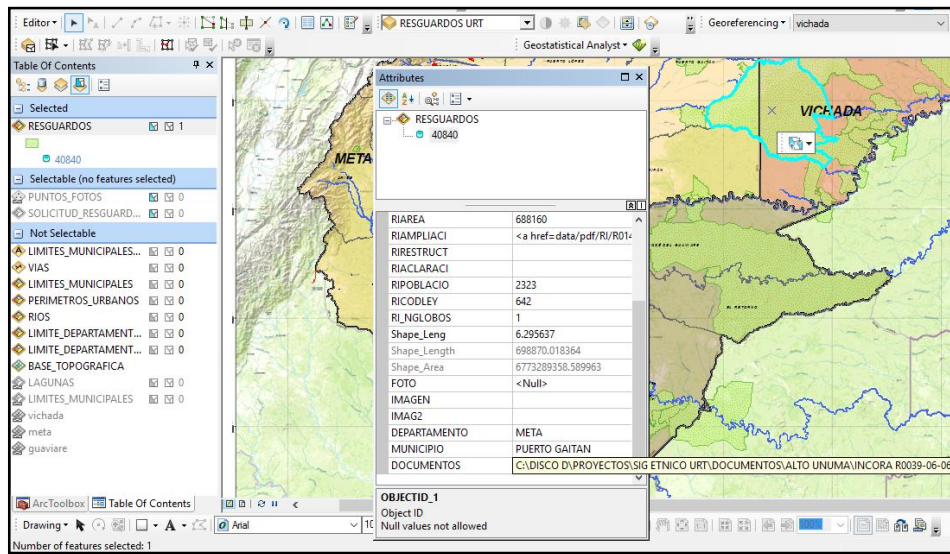 Editor
RESGUARDOS URT
Georeferencing
vichada
Geostatistical Analyst
Table Of Contents
Selected
RESGUARDOS 1
40840
Selectable (no features selected)
PUNTOS_FOTOS 0
SOLICITUD_RESGUARD... 0
Not Selectable
LIMITES_MUNICIPALES... 0
VIAS 0
LIMITES_MUNICIPALES 0
PERIMETROS_URBANOS 0
RIOS 0
LIMITE_DEPARTAMENT... 0
LIMITE_DEPARTAMENT... 0
BASE_TOPOGRAFICA
LAGUNAS 0
LIMITES_MUNICIPALES 0
vichada
meta
guaviare
ArcToolbox Table Of Contents
META
VICHADA
EL RETORNO
Attributes
RESGUARDOS
40840
RIAREA 688160
RIAMPLIACI <a href=data/pdf/RI/R014
RIRESTRUCT
RIACLARACI
RIPOBLACIO 2323
RICODLEY 642
RI_NGLOBOS 1
Shape_Leng 6.295637
Shape_Length 698870.018364
Shape_Area 6773289358.589963
FOTO <Null>
IMAGEN
IMAG2
DEPARTAMENTO META
MUNICIPIO PUERTO GAITAN
DOCUMENTOS C:\DISCO D\PROYECTOS\SIG ETNICO URT\DOCUMENTOS\ALTO UNUMA\INCORA R0039-06-06
OBJECTID_1
Object ID
Null values not allowed
Drawing A Arial 10 100%
Number of features selected: 1